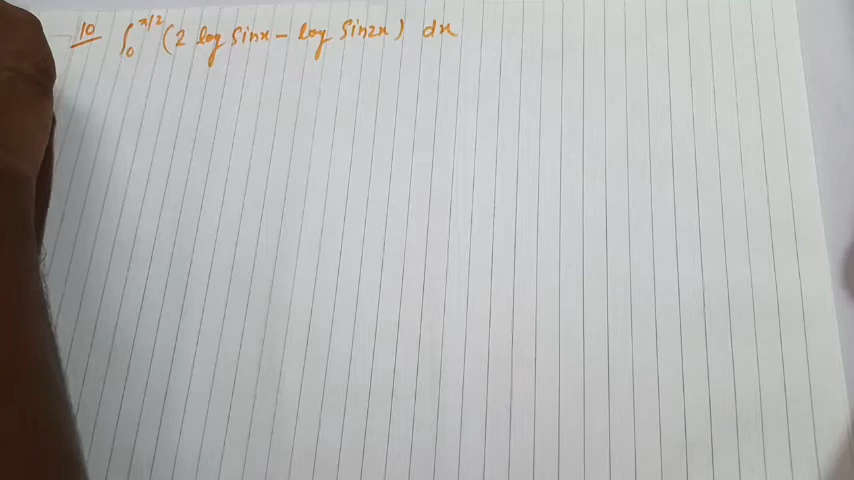 10 ∫₀^π/2 (2 log sinx - log sin2x) dx